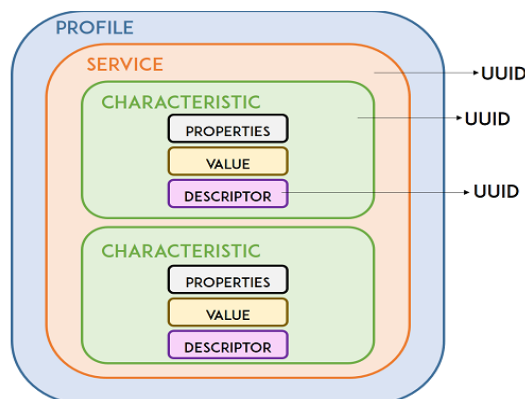 PROFILE
SERVICE
UUID
CHARACTERISTIC
UUID
PROPERTIES
VALUE
DESCRIPTOR
UUID
CHARACTERISTIC
PROPERTIES
VALUE
DESCRIPTOR